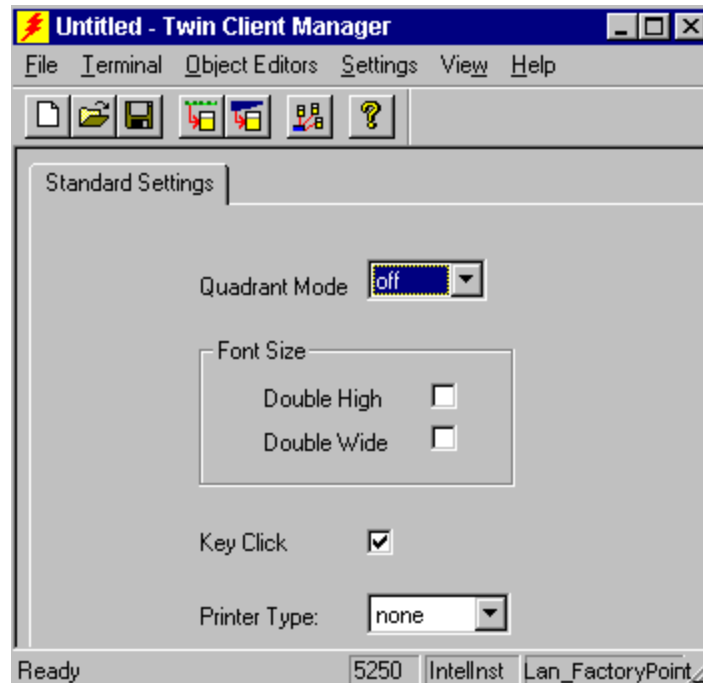 Untitled - Twin Client Manager
File Terminal Object Editors Settings View Help
Standard Settings
Quadrant Mode off
Font Size
Double High
Double Wide
Key Click
Printer Type: none
Ready 5250 IntelInst Lan_FactoryPoint